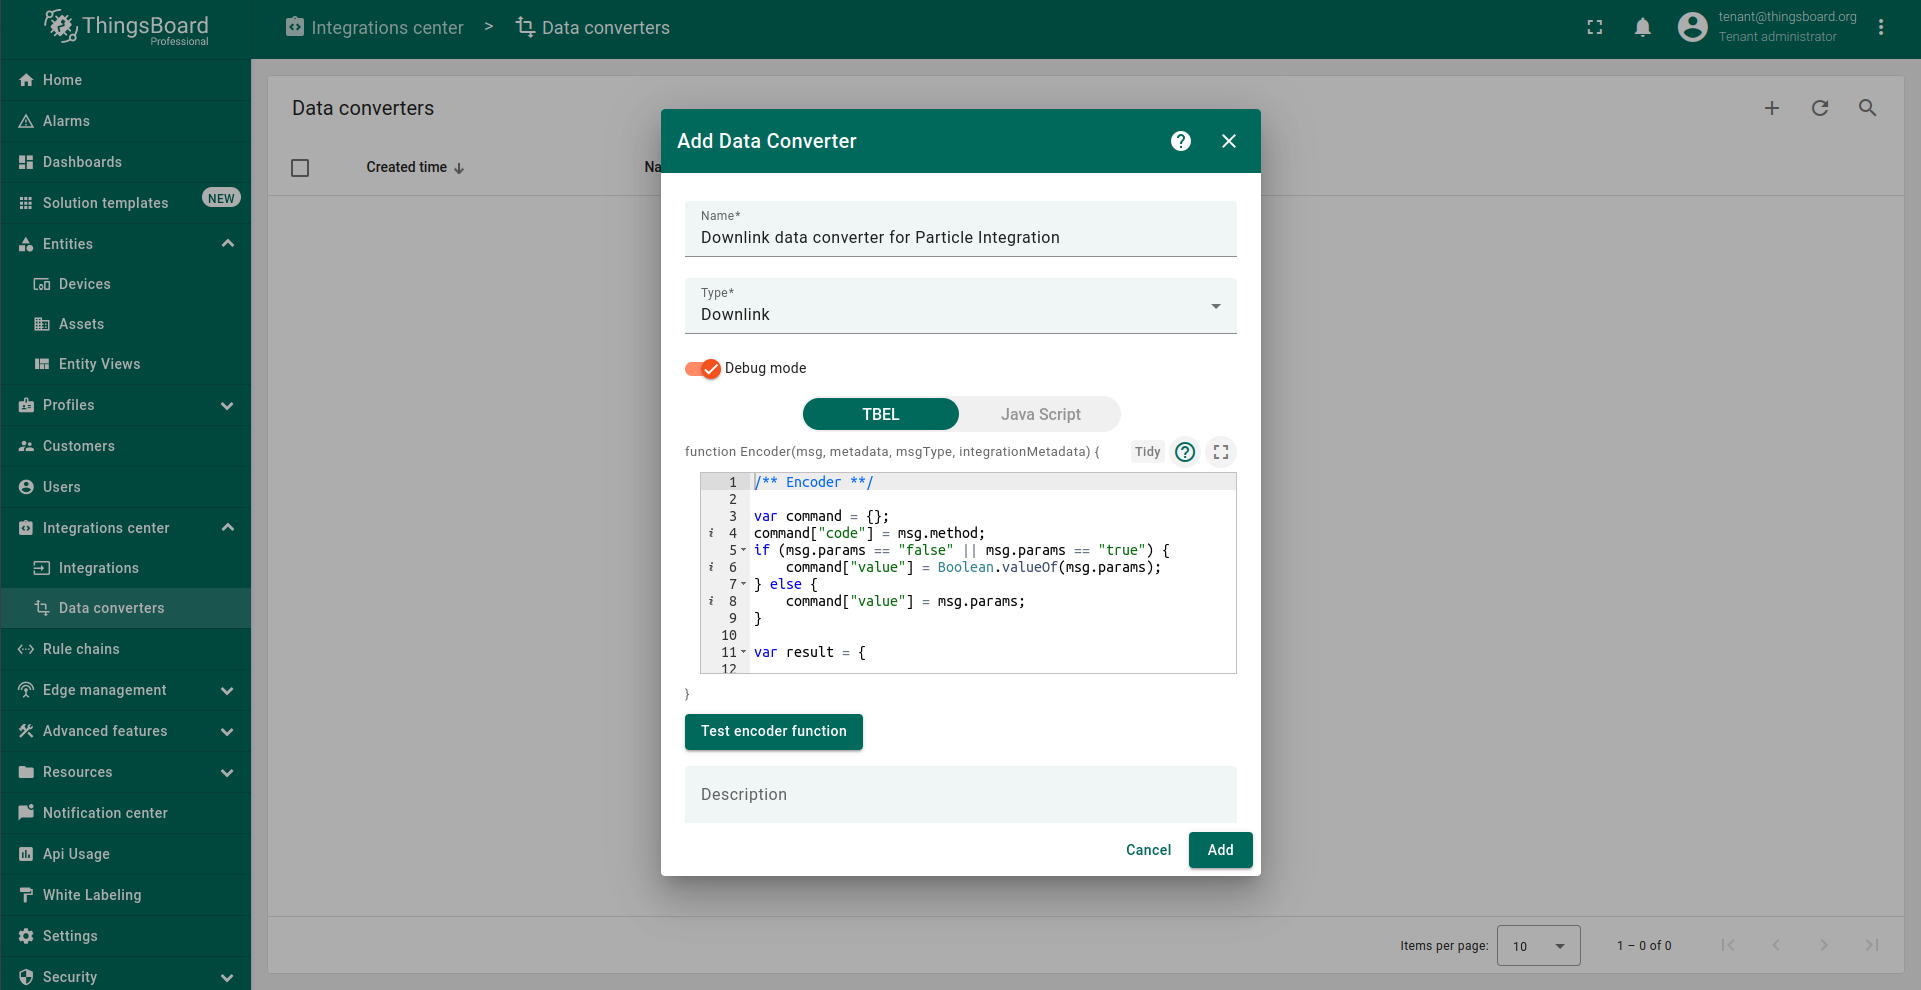 ThingsBoard
Professional
Integrations center > Data converters
tenant@thingsboard.org
Tenant administrator
Home
Alarms
Dashboards
Solution templates NEW
Entities
Devices
Assets
Entity Views
Profiles
Customers
Users
Integrations center
Integrations
Data converters
Rule chains
Edge management
Advanced features
Resources
Notification center
Api Usage
White Labeling
Settings
Security
Data converters
Created time
Na
Add Data Converter
Name*
Downlink data converter for Particle Integration
Type*
Downlink
Debug mode
TBEL Java Script
function Encoder(msg, metadata, msgType, integrationMetadata) { Tidy
1 /** Encoder **/
2
3 var command = {};
i 4 command["code"] = msg.method;
5 if (msg.params == "false" || msg.params == "true") {
i 6 command["value"] = Boolean.valueOf(msg.params);
7 } else {
i 8 command["value"] = msg.params;
9 }
10
11 var result = {
12
}
Test encoder function
Description
Cancel Add
Items per page: 10 1 – 0 of 0